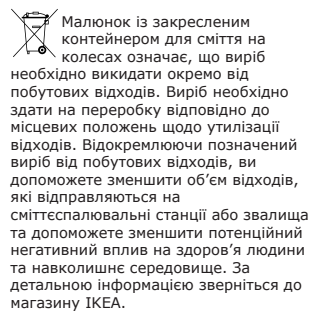 Малюнок із закресленим
контейнером для сміття на
колесах означає, що виріб
необхідно викидати окремо від
побутових відходів. Виріб необхідно
здати на переробку відповідно до
місцевих положень щодо утилізації
відходів. Відокремлюючи позначений
виріб від побутових відходів, ви
допоможете зменшити об’єм відходів,
які відправляються на
сміттєспалювальні станції або звалища
та допоможете зменшити потенційний
негативний вплив на здоров’я людини
та навколишнє середовище. За
детальною інформацією зверніться до
магазину IKEA.